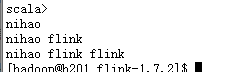 scala>
nihao
nihao flink
nihao flink flink
[hadoop@h201 flink-1.7.2]$